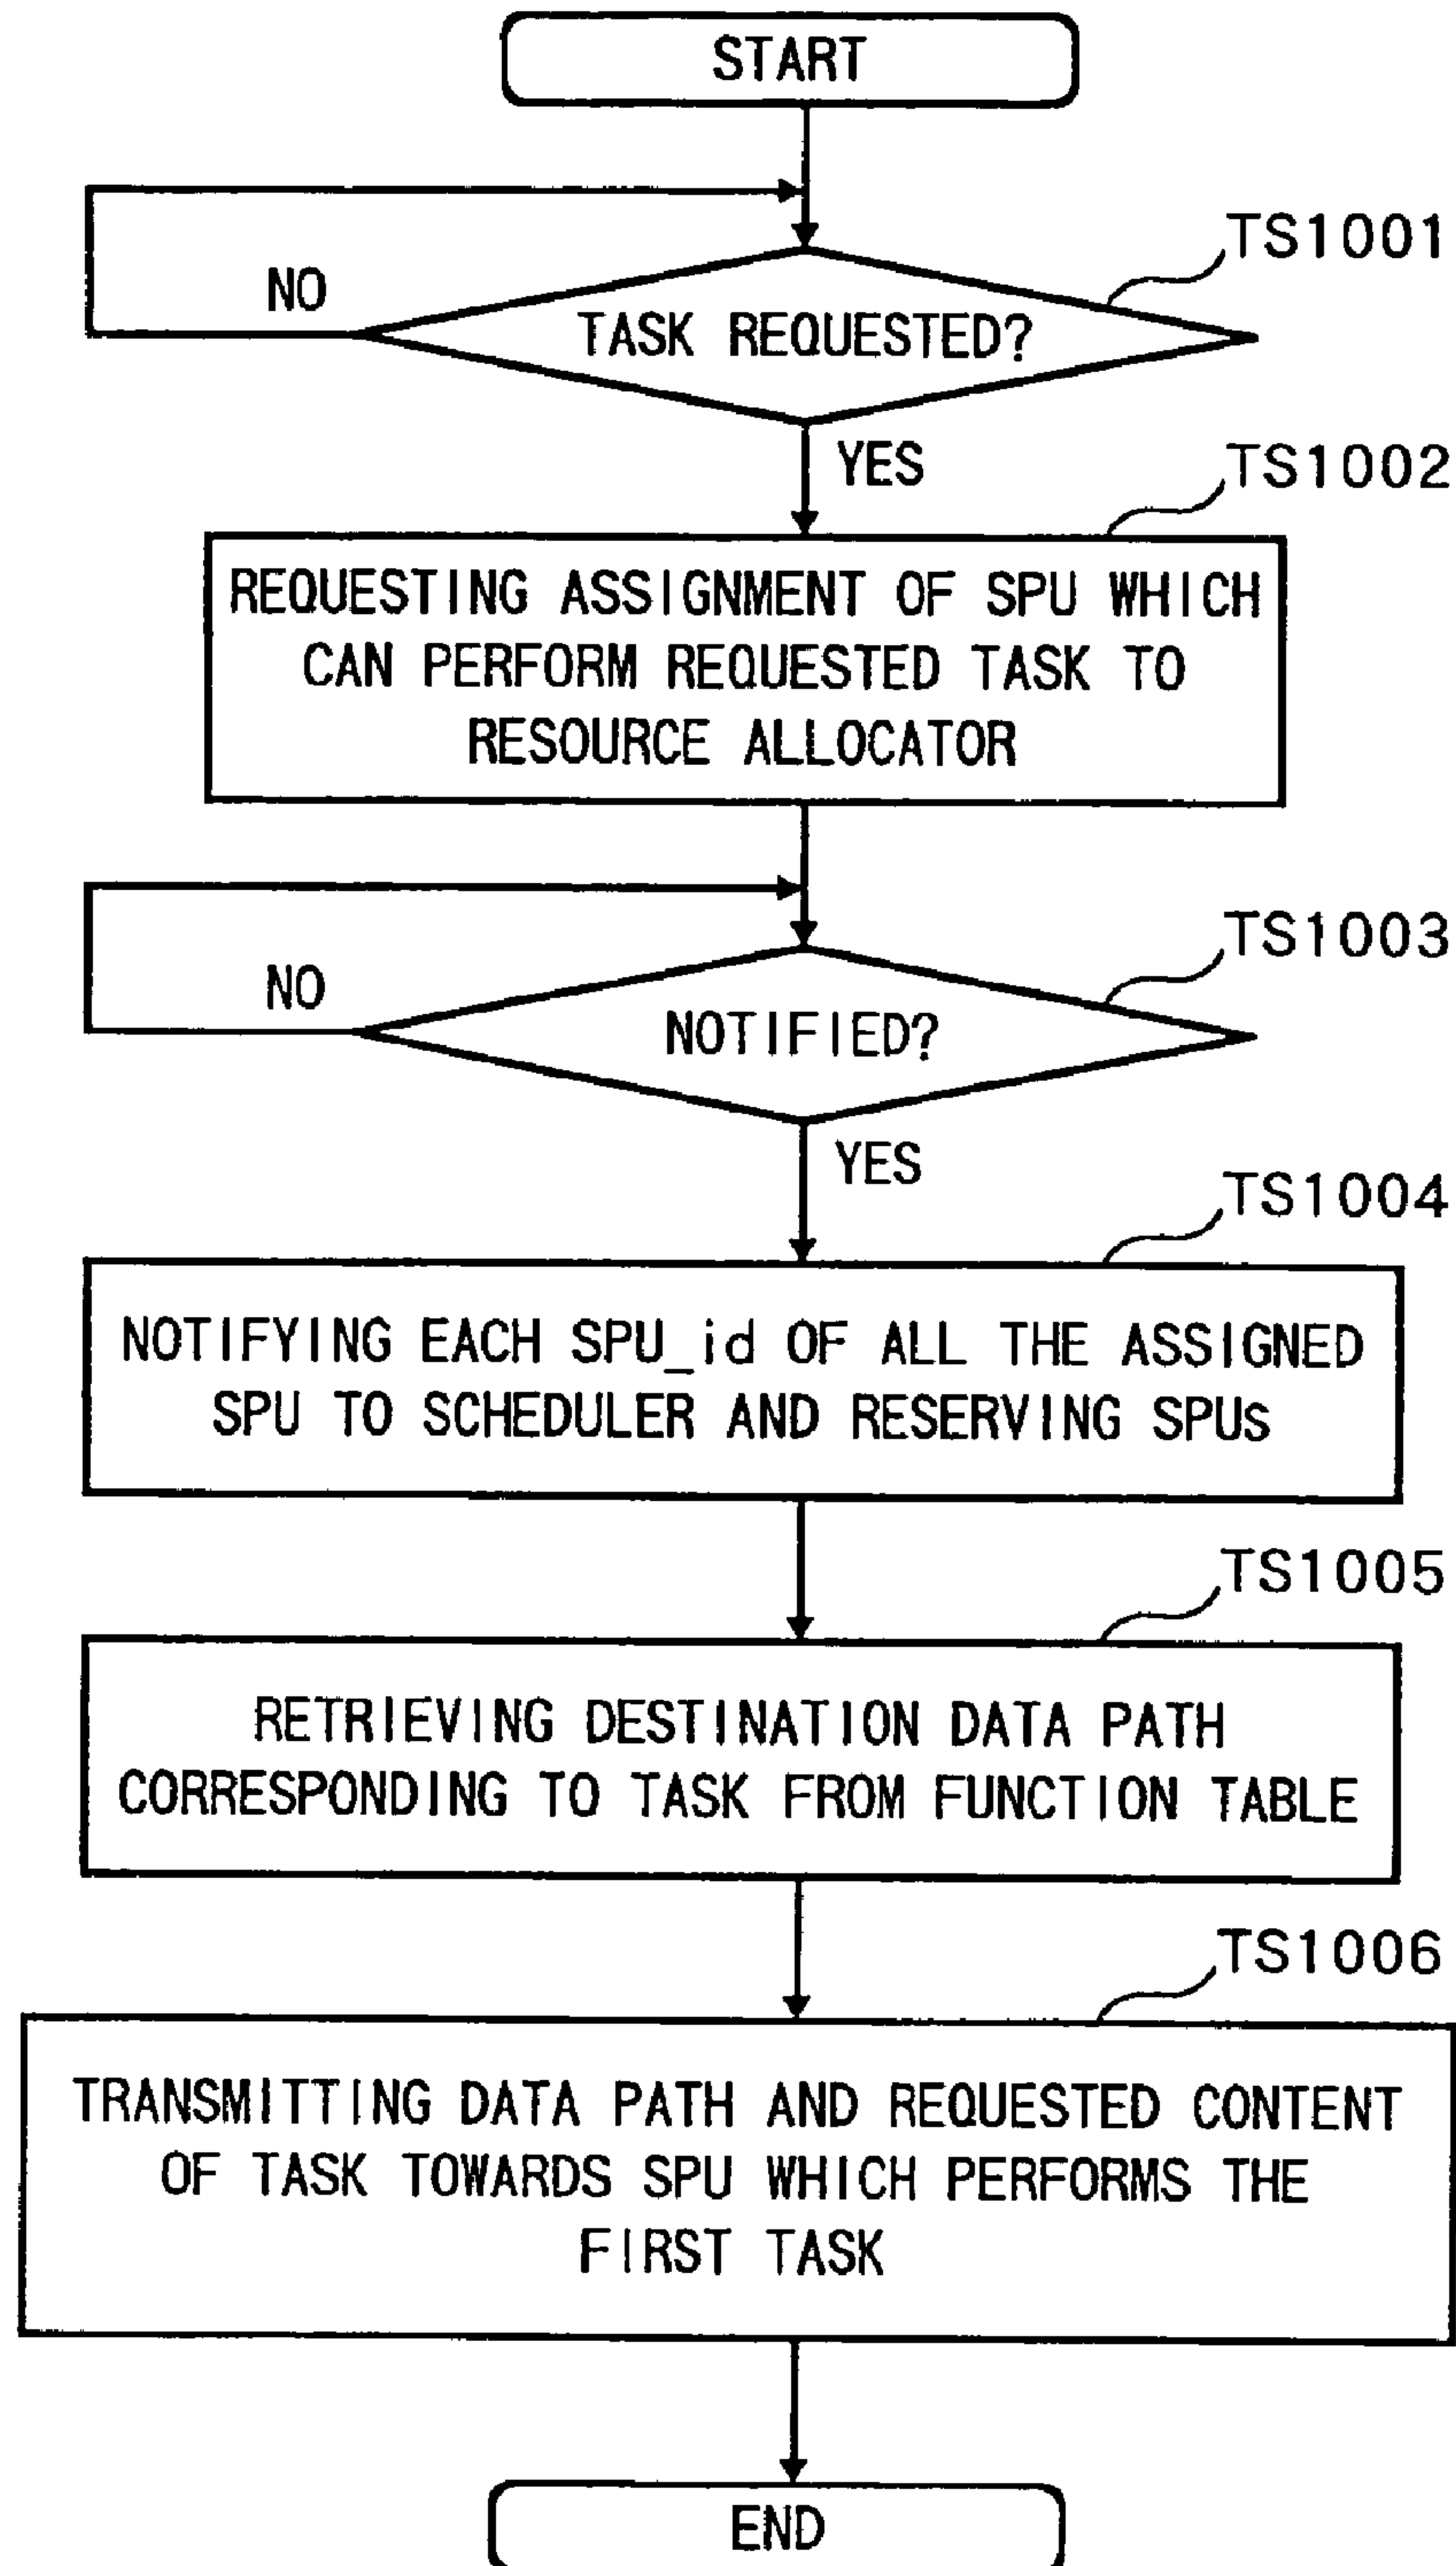 START
TS1001
NO
TASK REQUESTED?
YES
TS1002
REQUESTING ASSIGNMENT OF SPU WHICH
CAN PERFORM REQUESTED TASK TO
RESOURCE ALLOCATOR
TS1003
NO
NOTIFIED?
YES
TS1004
NOTIFYING EACH SPU_id OF ALL THE ASSIGNED
SPU TO SCHEDULER AND RESERVING SPUs
TS1005
RETRIEVING DESTINATION DATA PATH
CORRESPONDING TO TASK FROM FUNCTION TABLE
TS1006
TRANSMITTING DATA PATH AND REQUESTED CONTENT
OF TASK TOWARDS SPU WHICH PERFORMS THE
FIRST TASK
END